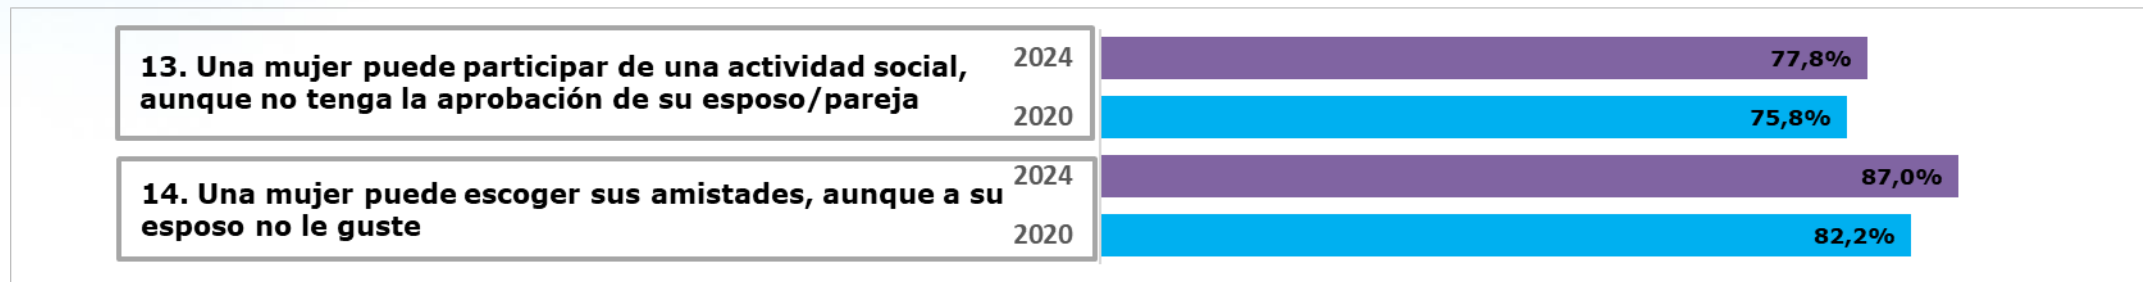 13. Una mujer puede participar de una actividad social,
aunque no tenga la aprobación de su esposo/pareja
2024
77,8%
2020
75,8%
14. Una mujer puede escoger sus amistades, aunque a su
esposo no le guste
2024
87,0%
2020
82,2%